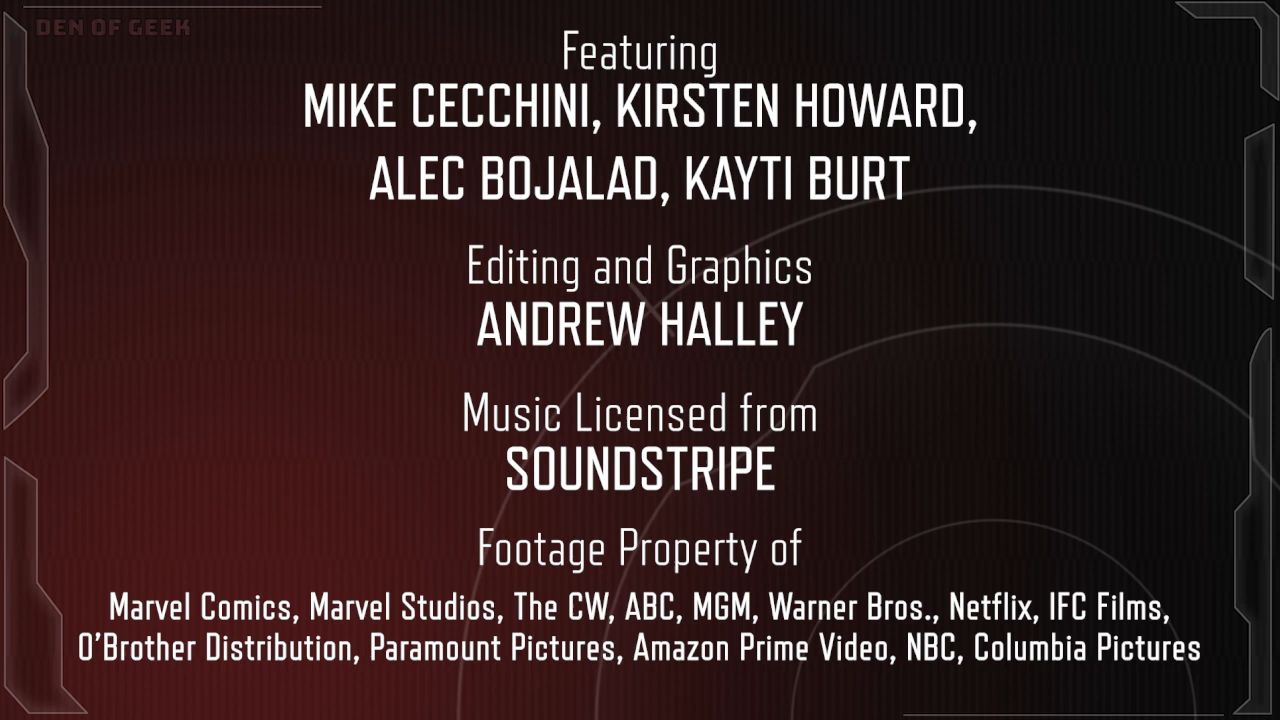 DEN OF GEEK
Featuring
MIKE CECCHINI, KIRSTEN HOWARD,
ALEC BOJALAD, KAYTI BURT
Editing and Graphics
ANDREW HALLEY
Music Licensed from
SOUNDSTRIPE
Footage Property of
Marvel Comics, Marvel Studios, The CW, ABC, MGM, Warner Bros., Netflix, IFC Films,
O'Brother Distribution, Paramount Pictures, Amazon Prime Video, NBC, Columbia Pictures